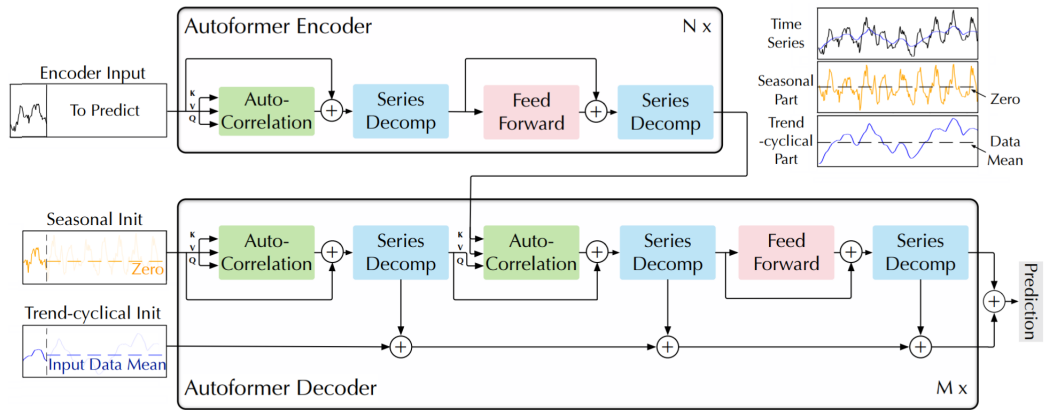 Autoformer Encoder
N x
Encoder Input
To Predict
K
V
Q
Auto-
Correlation
+
Series
Decomp
Feed
Forward
+
Series
Decomp
Time
Series
Seasonal
Part
Zero
Trend
-cyclical
Part
Data
Mean
Seasonal Init
Zero
K
V
Q
Auto-
Correlation
+
Series
Decomp
K
V
Q
Auto-
Correlation
+
Series
Decomp
Feed
Forward
+
Series
Decomp
+
Prediction
Trend-cyclical Init
Input Data Mean
+
+
+
Autoformer Decoder
M x